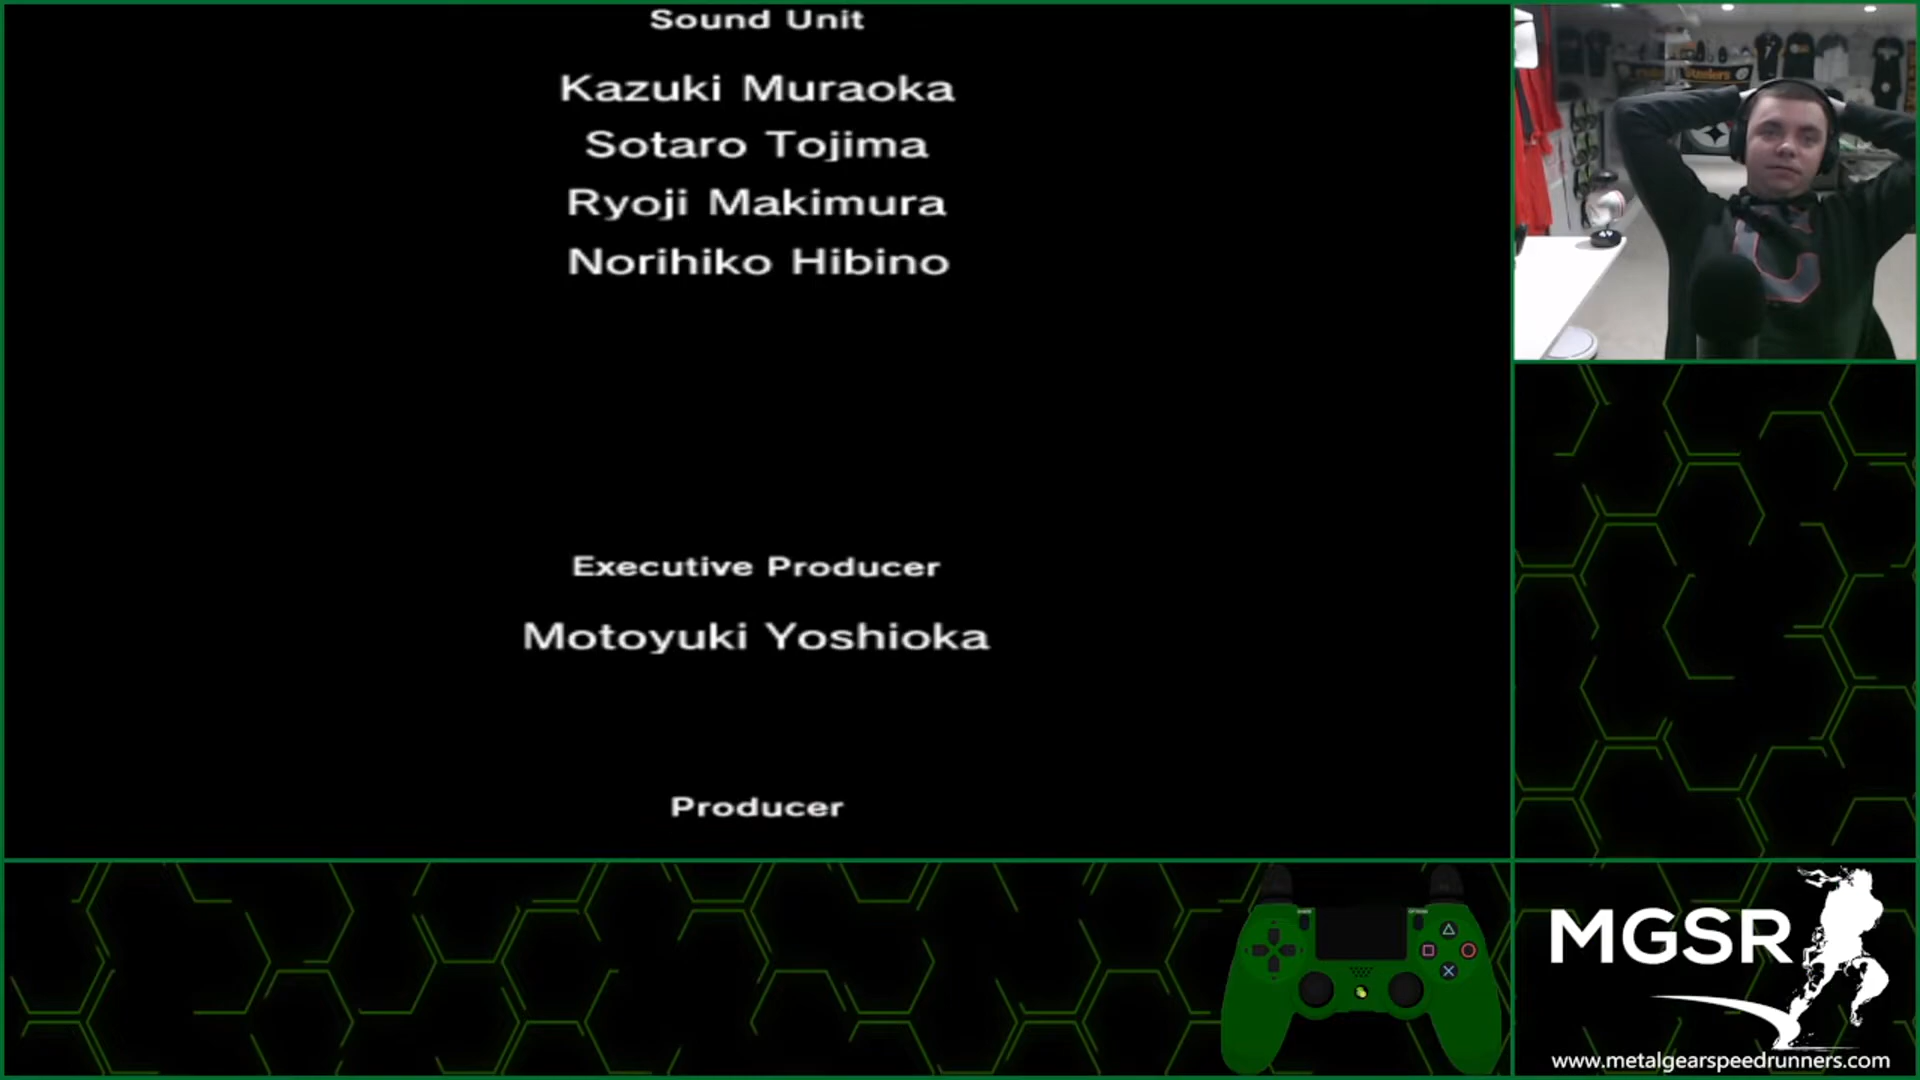 Sound Unit
Kazuki Muraoka
Sotaro Tojima
Ryoji Makimura
Norihiko Hibino
Executive Producer
Motoyuki Yoshioka
Producer
Steelers
MGSR
www.metalgearspeedrunners.com